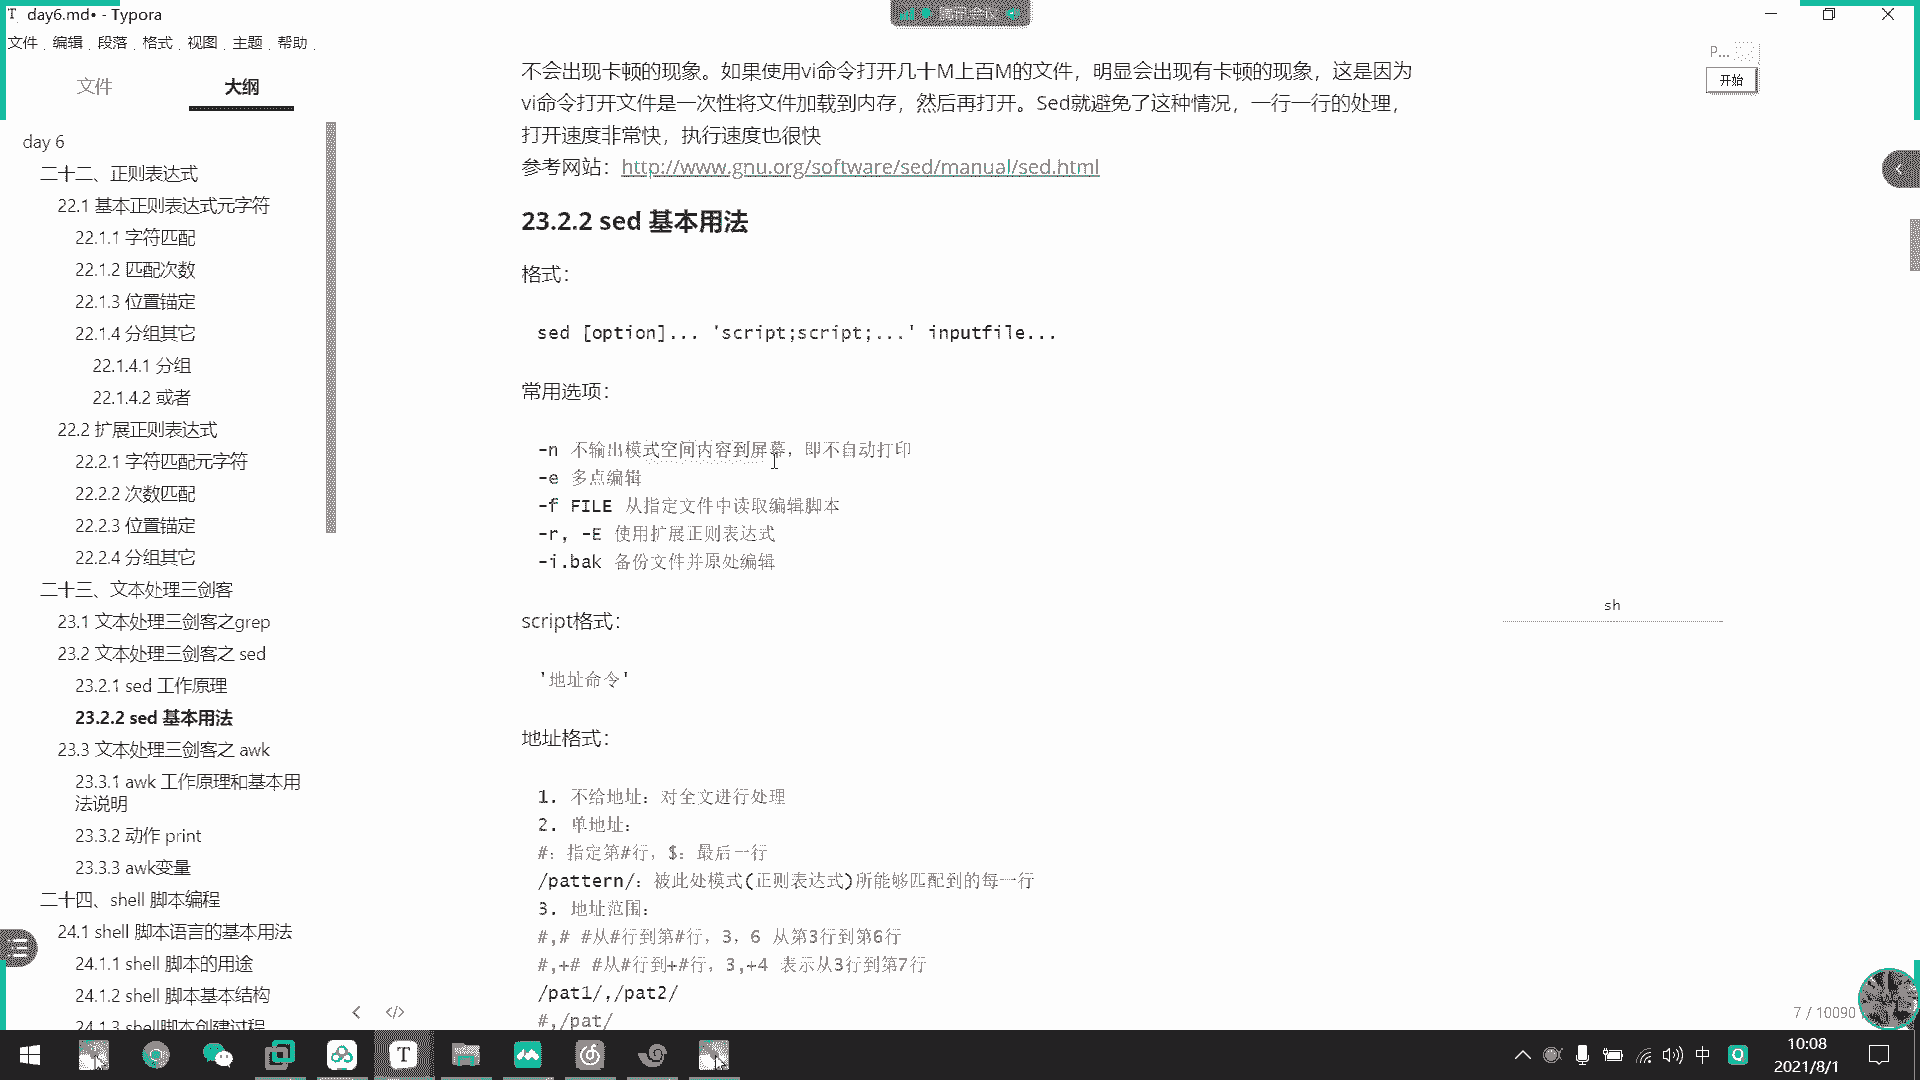 day6.md• - Typora
腾讯会议
文件 编辑 段落 格式 视图 主题 帮助
P...
开始
文件
大纲
day 6
二十二、正则表达式
22.1 基本正则表达式元字符
22.1.1 字符匹配
22.1.2 匹配次数
22.1.3 位置锚定
22.1.4 分组其它
22.1.4.1 分组
22.1.4.2 或者
22.2 扩展正则表达式
22.2.1 字符匹配元字符
22.2.2 次数匹配
22.2.3 位置锚定
22.2.4 分组其它
二十三、文本处理三剑客
23.1 文本处理三剑客之grep
23.2 文本处理三剑客之 sed
23.2.1 sed 工作原理
23.2.2 sed 基本用法
23.3 文本处理三剑客之 awk
23.3.1 awk 工作原理和基本用
法说明
23.3.2 动作 print
23.3.3 awk变量
二十四、shell 脚本编程
24.1 shell 脚本语言的基本用法
24.1.1 shell 脚本的用途
24.1.2 shell 脚本基本结构
24.1.3 shell脚本创建过程
不会出现卡顿的现象。如果使用vi命令打开几十M上百M的文件，明显会出现有卡顿的现象，这是因为
vi命令打开文件是一次性将文件加载到内存，然后再打开。Sed就避免了这种情况，一行一行的处理，
打开速度非常快，执行速度也很快
参考网站：http://www.gnu.org/software/sed/manual/sed.html
23.2.2 sed 基本用法
格式：
sed [option]... 'script;script;...' inputfile...
常用选项：
-n 不输出模式空间内容到屏幕，即不自动打印
-e 多点编辑
-f FILE 从指定文件中读取编辑脚本
-r, -E 使用扩展正则表达式
-i.bak 备份文件并原处编辑
script格式：
'地址命令'
地址格式：
1. 不给地址：对全文进行处理
2. 单地址：
#：指定第#行，$：最后一行
/pattern/：被此处模式(正则表达式)所能够匹配到的每一行
3. 地址范围：
#,# #从#行到第#行，3，6 从第3行到第6行
#,+# #从#行到+#行，3,+4 表示从3行到第7行
/pat1/,/pat2/
#,/pat/
sh
7 / 10090
中
10:08
2021/8/1